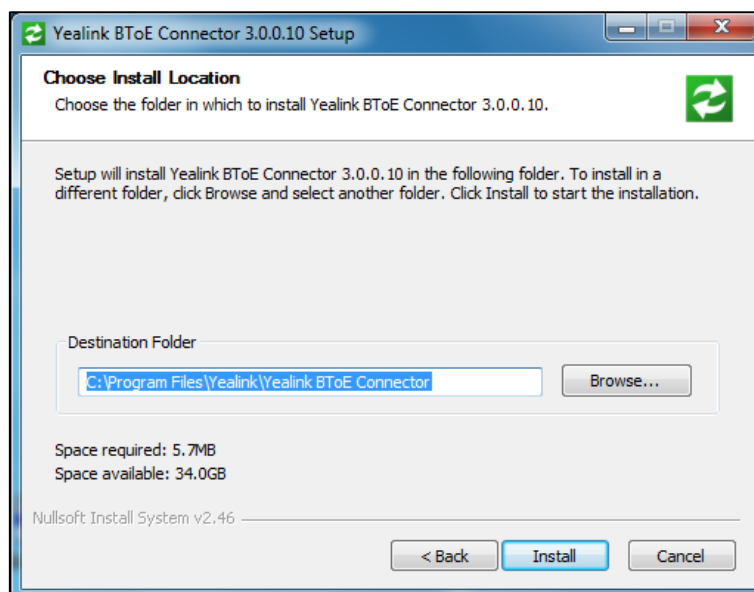 Yealink BToE Connector 3.0.0.10 Setup
Choose Install Location
Choose the folder in which to install Yealink BToE Connector 3.0.0.10.
Setup will install Yealink BToE Connector 3.0.0.10 in the following folder. To install in a
different folder, click Browse and select another folder. Click Install to start the installation.
Destination Folder
C:\Program Files\Yealink\Yealink BToE Connector
Browse...
Space required: 5.7MB
Space available: 34.0GB
Nullsoft Install System v2.46
< Back
Install
Cancel